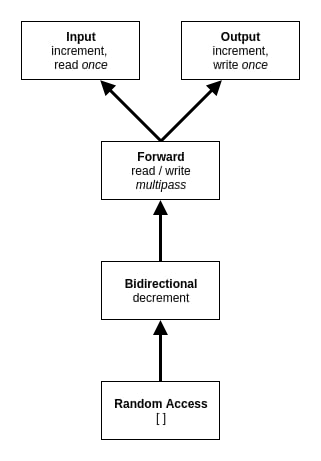 Input
increment,
read once
Output
increment,
write once
Forward
read / write
multipass
Bidirectional
decrement
Random Access
[ ]